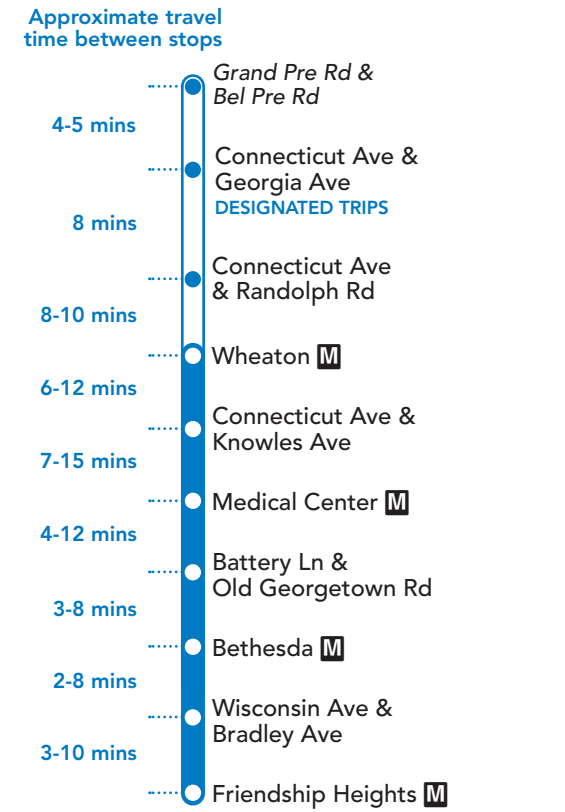 Approximate travel
time between stops
Grand Pre Rd &
Bel Pre Rd
4-5 mins
Connecticut Ave &
Georgia Ave
DESIGNATED TRIPS
8 mins
Connecticut Ave
& Randolph Rd
8-10 mins
Wheaton M
6-12 mins
Connecticut Ave &
Knowles Ave
7-15 mins
Medical Center M
4-12 mins
Battery Ln &
Old Georgetown Rd
3-8 mins
Bethesda M
2-8 mins
Wisconsin Ave &
Bradley Ave
3-10 mins
Friendship Heights M